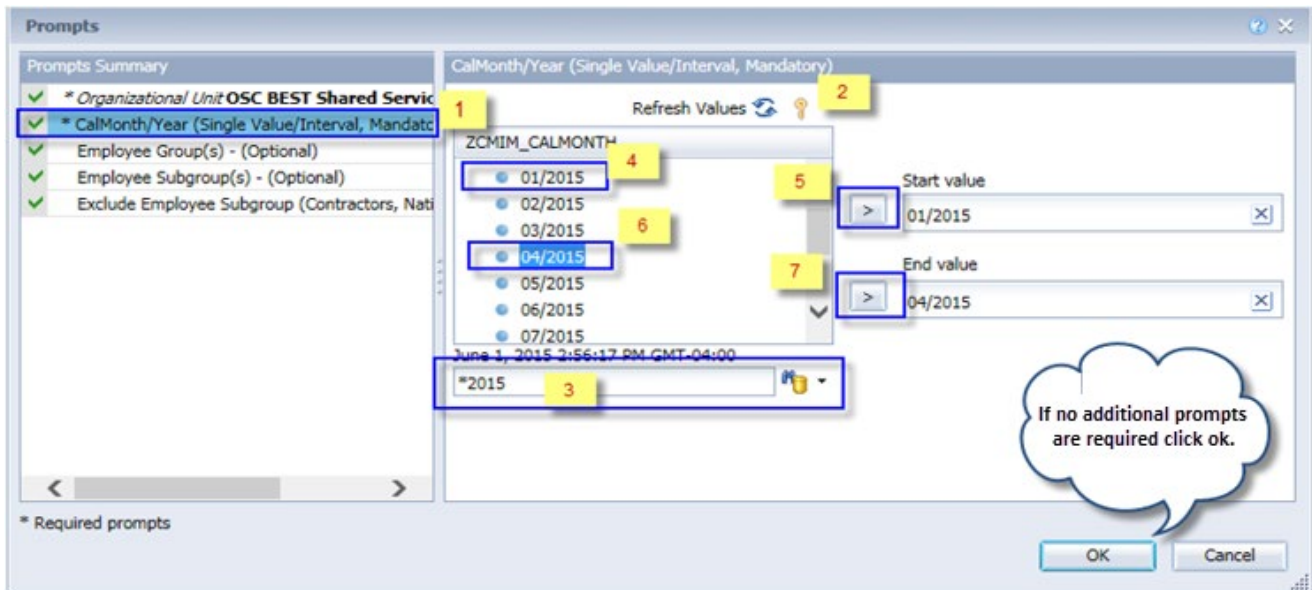 Prompts
Prompts Summary
* Organizational Unit OSC BEST Shared Servic
* CalMonth/Year (Single Value/Interval, Mandatc
Employee Group(s) - (Optional)
Employee Subgroup(s) - (Optional)
Exclude Employee Subgroup (Contractors, Nati
1
CalMonth/Year (Single Value/Interval, Mandatory)
Refresh Values
2
ZCMIM_CALMONTH
4
01/2015
02/2015
03/2015
6
04/2015
05/2015
06/2015
07/2015
June 1, 2015 2:56:17 PM GMT-04:00
*2015
3
5
Start value
>
01/2015
7
End value
>
04/2015
If no additional prompts
are required click ok.
* Required prompts
OK
Cancel